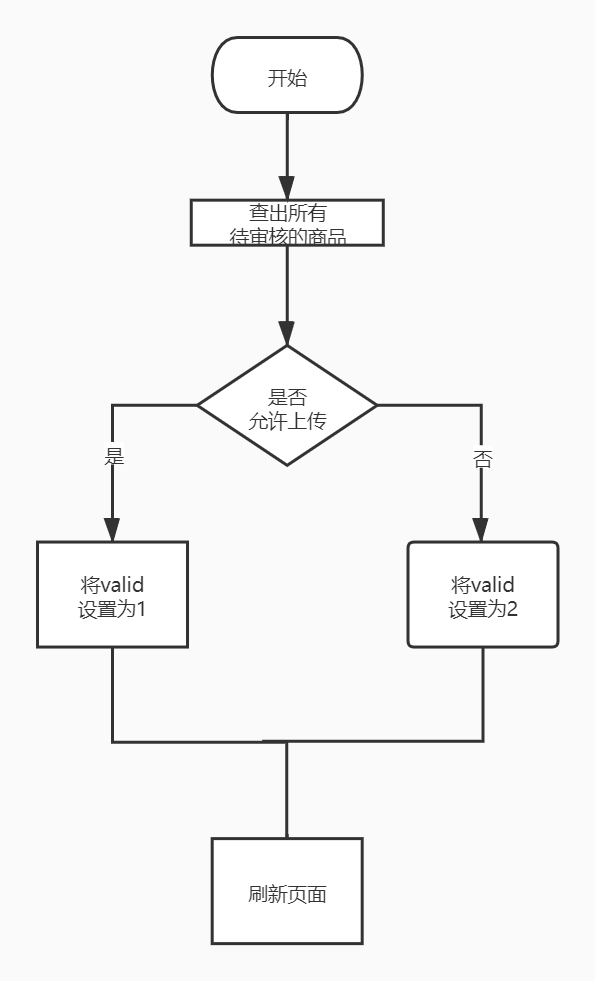 开始
查出所有
待审核的商品
是否
允许上传
是
否
将valid
设置为1
将valid
设置为2
刷新页面